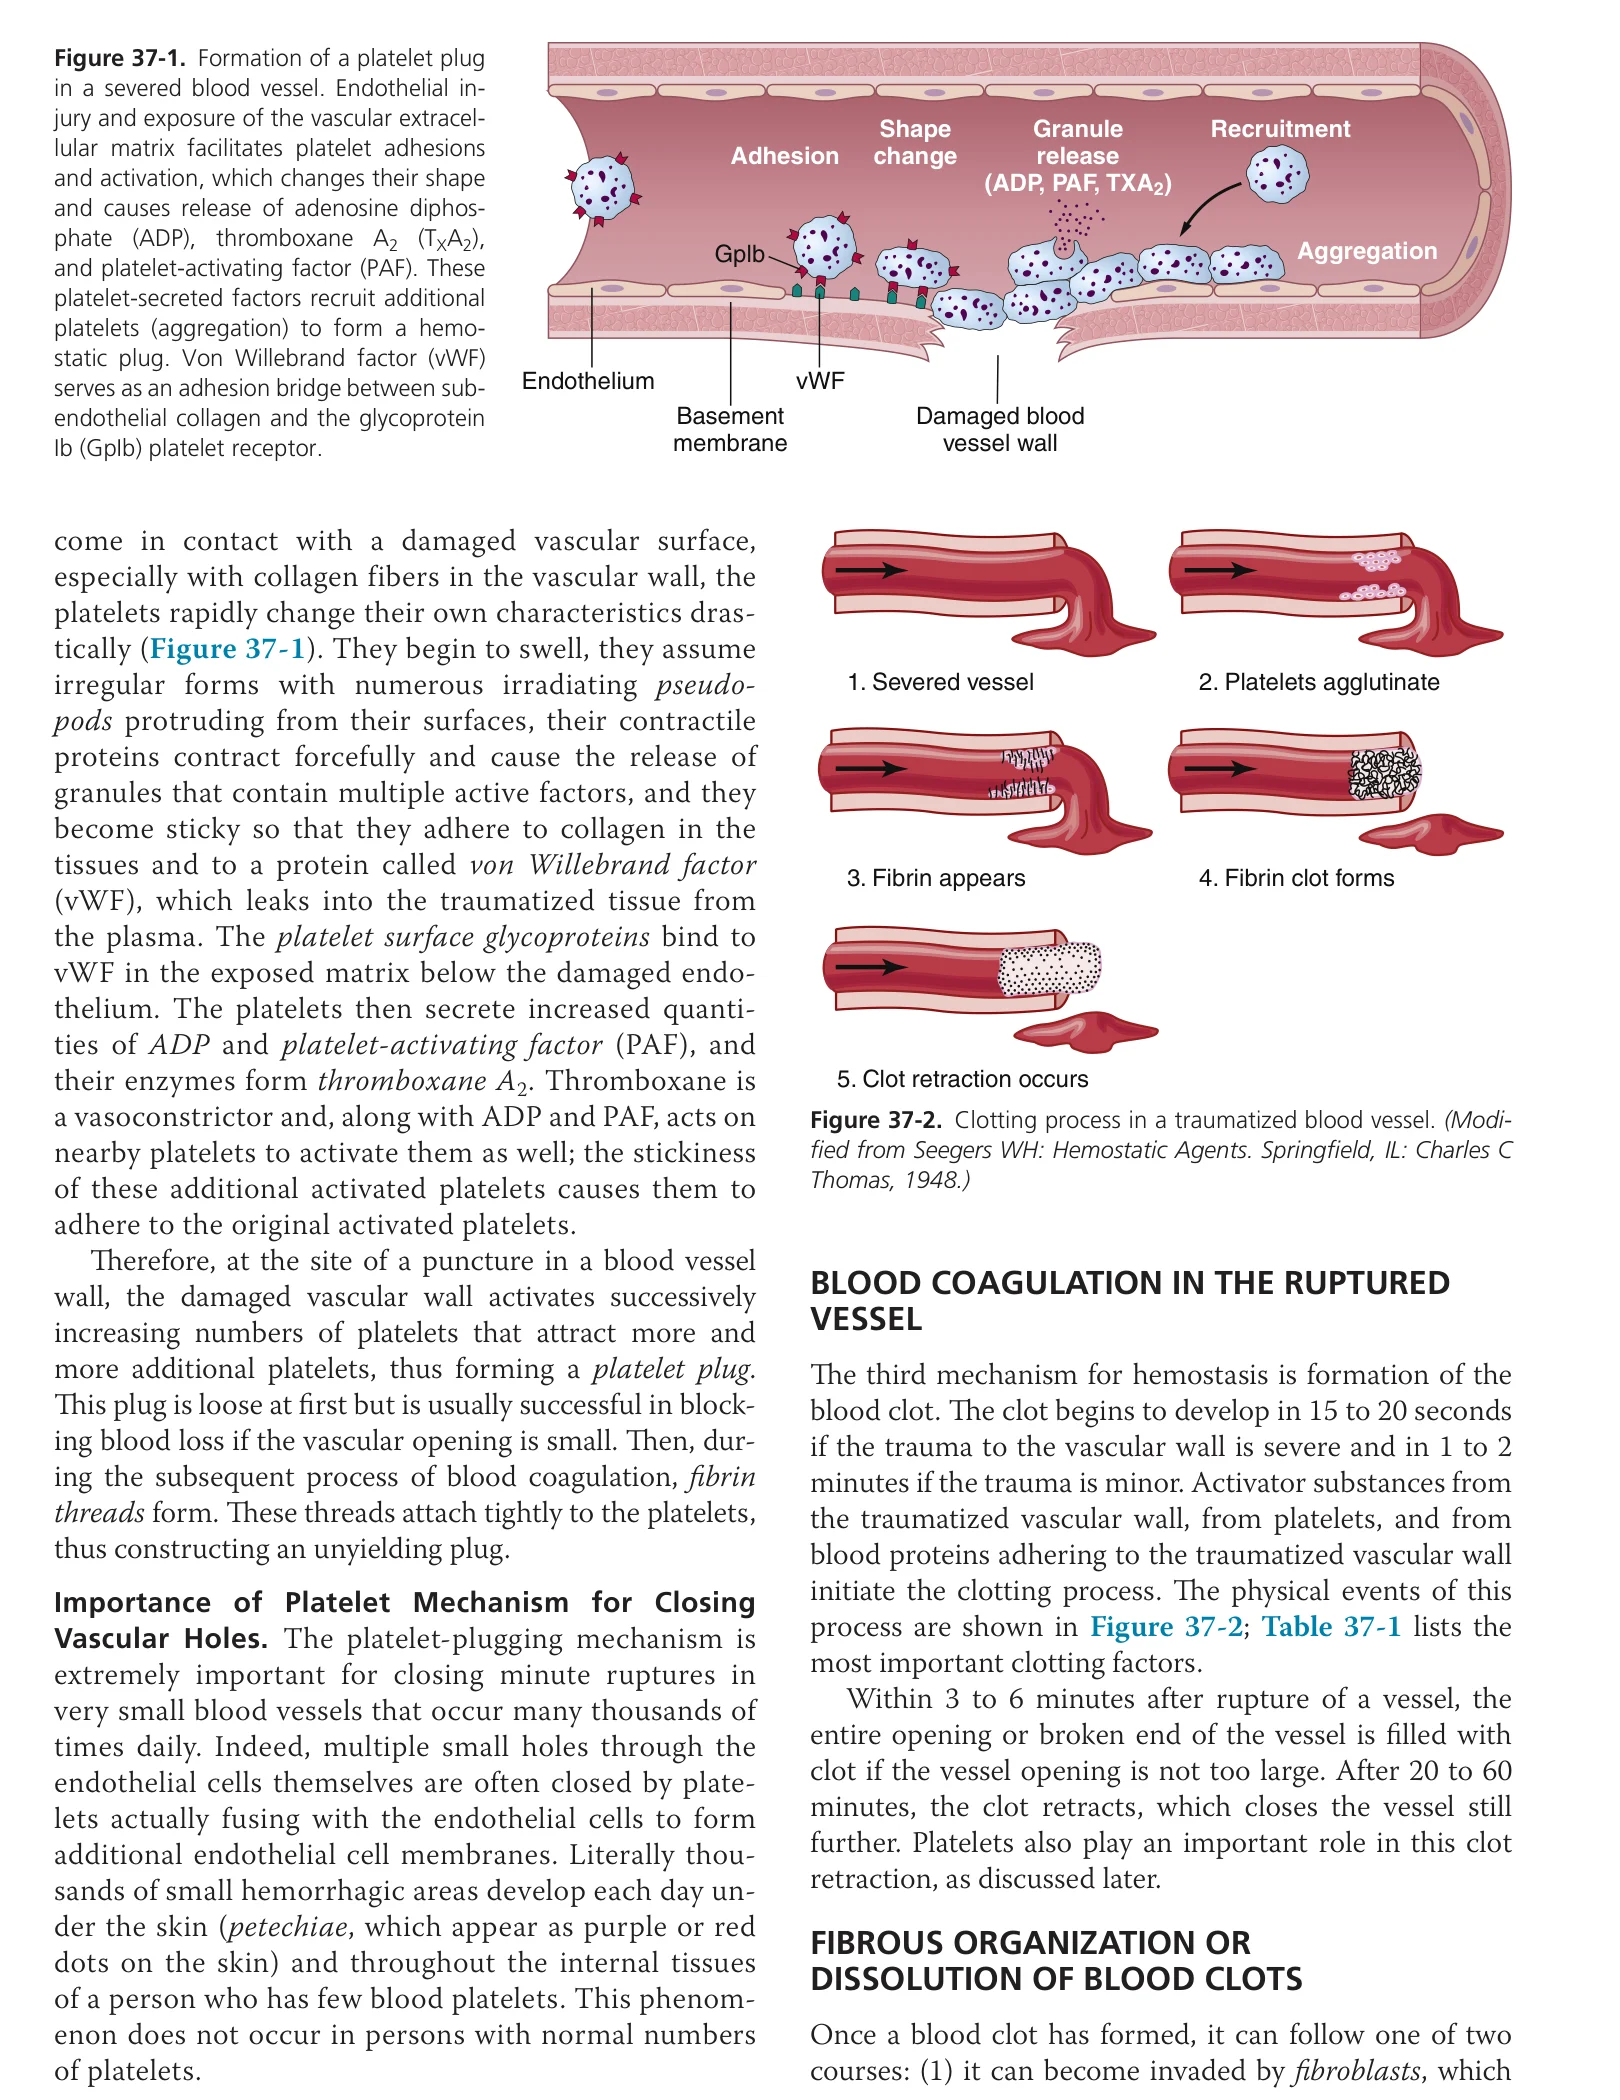 Figure 37-1. Formation of a platelet plug
in a severed blood vessel. Endothelial in-
jury and exposure of the vascular extracel-
lular matrix facilitates platelet adhesions
and activation, which changes their shape
and causes release of adenosine diphos-
phate (ADP), thromboxane A2 (TXA2),
and platelet-activating factor (PAF). These
platelet-secreted factors recruit additional
platelets (aggregation) to form a hemo-
static plug. Von Willebrand factor (vWF)
serves as an adhesion bridge between sub-
endothelial collagen and the glycoprotein
Ib (GpIb) platelet receptor.
Adhesion
Shape
change
Granule
release
(ADP, PAF, TXA2)
Recruitment
GpIb
Aggregation
Endothelium
vWF
Basement
membrane
Damaged blood
vessel wall
come in contact with a damaged vascular surface,
especially with collagen fibers in the vascular wall, the
platelets rapidly change their own characteristics dras-
tically (Figure 37-1). They begin to swell, they assume
irregular forms with numerous irradiating pseudo-
pods protruding from their surfaces, their contractile
proteins contract forcefully and cause the release of
granules that contain multiple active factors, and they
become sticky so that they adhere to collagen in the
tissues and to a protein called von Willebrand factor
(vWF), which leaks into the traumatized tissue from
the plasma. The platelet surface glycoproteins bind to
vWF in the exposed matrix below the damaged endo-
thelium. The platelets then secrete increased quanti-
ties of ADP and platelet-activating factor (PAF), and
their enzymes form thromboxane A2. Thromboxane is
a vasoconstrictor and, along with ADP and PAF, acts on
nearby platelets to activate them as well; the stickiness
of these additional activated platelets causes them to
adhere to the original activated platelets.
Therefore, at the site of a puncture in a blood vessel
wall, the damaged vascular wall activates successively
increasing numbers of platelets that attract more and
more additional platelets, thus forming a platelet plug.
This plug is loose at first but is usually successful in block-
ing blood loss if the vascular opening is small. Then, dur-
ing the subsequent process of blood coagulation, fibrin
threads form. These threads attach tightly to the platelets,
thus constructing an unyielding plug.
Importance of Platelet Mechanism for Closing
Vascular Holes. The platelet-plugging mechanism is
extremely important for closing minute ruptures in
very small blood vessels that occur many thousands of
times daily. Indeed, multiple small holes through the
endothelial cells themselves are often closed by plate-
lets actually fusing with the endothelial cells to form
additional endothelial cell membranes. Literally thou-
sands of small hemorrhagic areas develop each day un-
der the skin (petechiae, which appear as purple or red
dots on the skin) and throughout the internal tissues
of a person who has few blood platelets. This phenom-
enon does not occur in persons with normal numbers
of platelets.
1. Severed vessel
2. Platelets agglutinate
3. Fibrin appears
4. Fibrin clot forms
5. Clot retraction occurs
Figure 37-2. Clotting process in a traumatized blood vessel. (Modi-
fied from Seegers WH: Hemostatic Agents. Springfield, IL: Charles C
Thomas, 1948.)
BLOOD COAGULATION IN THE RUPTURED
VESSEL
The third mechanism for hemostasis is formation of the
blood clot. The clot begins to develop in 15 to 20 seconds
if the trauma to the vascular wall is severe and in 1 to 2
minutes if the trauma is minor. Activator substances from
the traumatized vascular wall, from platelets, and from
blood proteins adhering to the traumatized vascular wall
initiate the clotting process. The physical events of this
process are shown in Figure 37-2; Table 37-1 lists the
most important clotting factors.
Within 3 to 6 minutes after rupture of a vessel, the
entire opening or broken end of the vessel is filled with
clot if the vessel opening is not too large. After 20 to 60
minutes, the clot retracts, which closes the vessel still
further. Platelets also play an important role in this clot
retraction, as discussed later.
FIBROUS ORGANIZATION OR
DISSOLUTION OF BLOOD CLOTS
Once a blood clot has formed, it can follow one of two
courses: (1) it can become invaded by fibroblasts, which